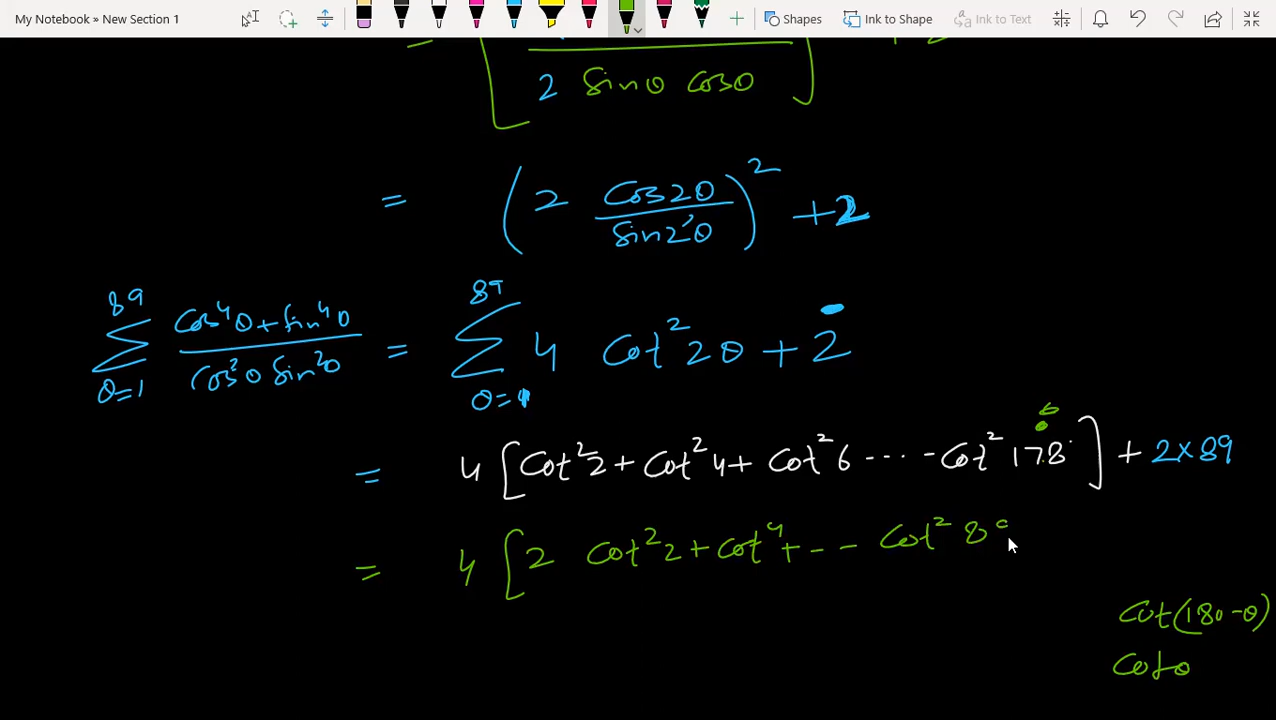 My Notebook » New Section 1
Shapes Ink to Shape Ink to Text
2 Sinθ Cosθ
= (2 Cos2θ / Sin2θ)² + 2
89 Σ θ=1 Cos⁴θ + Sin⁴θ / Cos²θ Sin²θ = 89 Σ θ=1 4 Cot²2θ + 2
= 4 [Cot²2 + Cot²4 + Cot²6 ... - Cot²178] + 2×89
= 4 [2 Cot²2 + Cot⁴ + - - Cot² 8
Cot(180-θ)
Cotθ